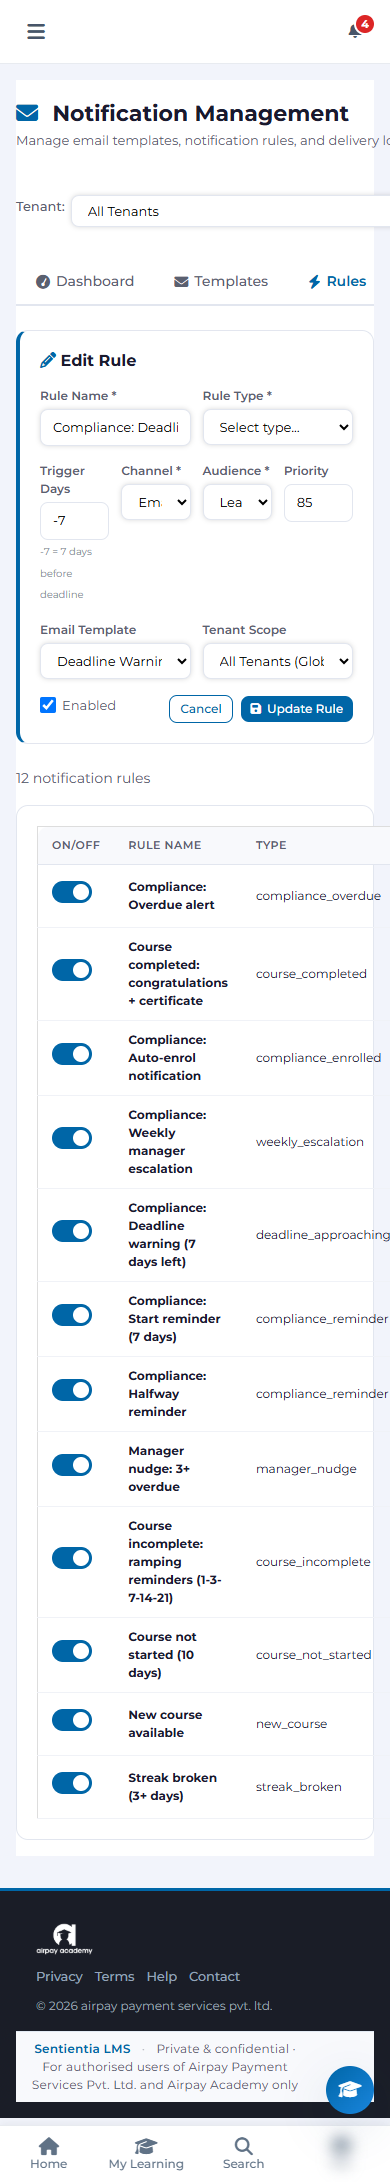 4
Notification Management
Manage email templates, notification rules, and delivery lo
Tenant: All Tenants
Dashboard Templates Rules
Edit Rule
Rule Name * Rule Type *
Compliance: Deadli Select type...
Trigger Days Channel * Audience * Priority
-7 Em Lea 85
-7 = 7 days
before
deadline
Email Template Tenant Scope
Deadline Warnir All Tenants (Glob
Enabled Cancel Update Rule
12 notification rules
ON/OFF RULE NAME TYPE
Compliance:
Overdue alert
compliance_overdue
Course
completed:
congratulations
+ certificate
course_completed
Compliance:
Auto-enrol
notification
compliance_enrolled
Compliance:
Weekly
manager
escalation
weekly_escalation
Compliance:
Deadline
warning (7
days left)
deadline_approaching
Compliance:
Start reminder
(7 days)
compliance_reminder
Compliance:
Halfway
reminder
compliance_reminder
Manager
nudge: 3+
overdue
manager_nudge
Course
incomplete:
ramping
reminders (1-3-
7-14-21)
course_incomplete
Course not
started (10
days)
course_not_started
New course
available
new_course
Streak broken
(3+ days)
streak_broken
airpay academy
Privacy Terms Help Contact
© 2026 airpay payment services pvt. ltd.
Sentientia LMS · Private & confidential ·
For authorised users of Airpay Payment
Services Pvt. Ltd. and Airpay Academy only
Home My Learning Search